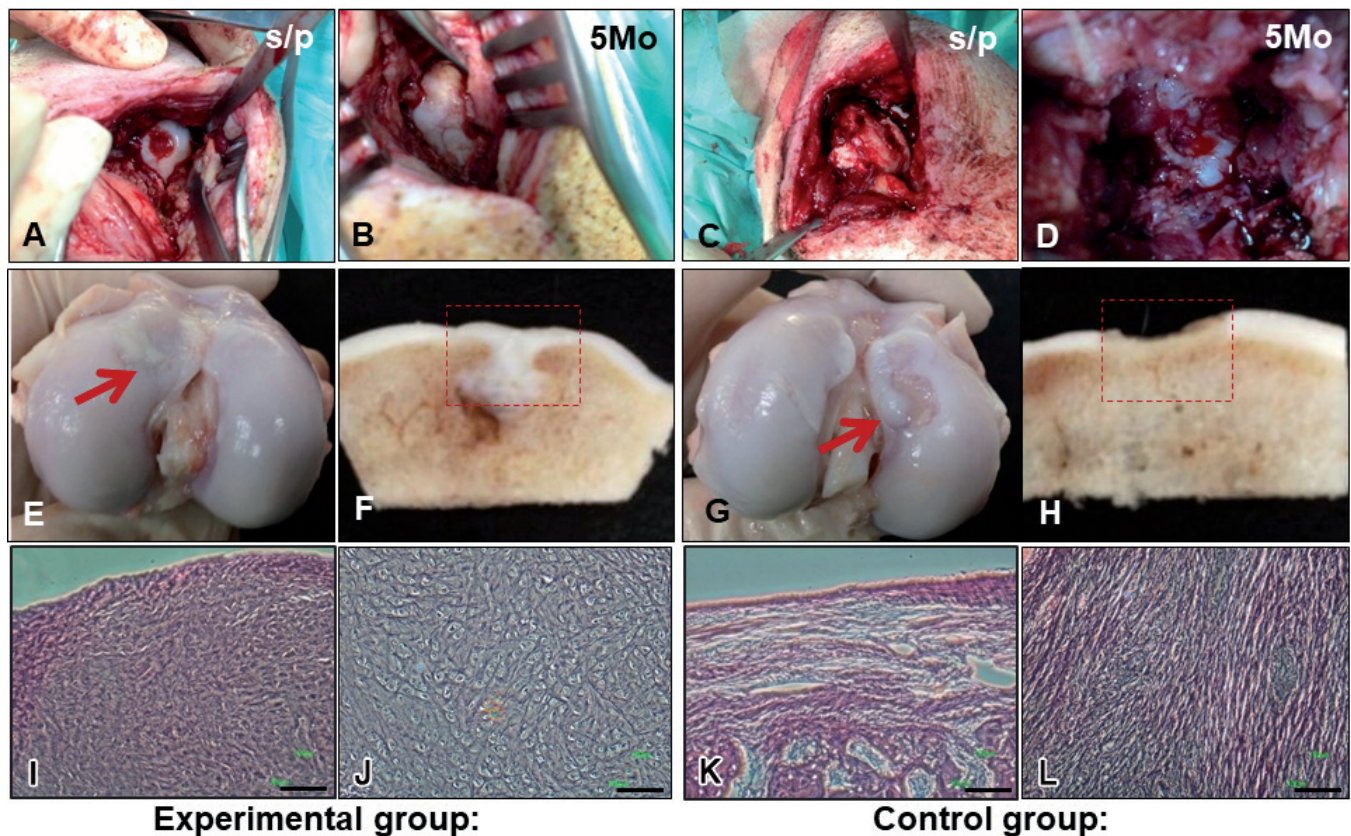 s/p
5Mo
s/p
5Mo
A
B
C
D
E
F
G
H
I
J
K
L
Experimental group:
Control group: